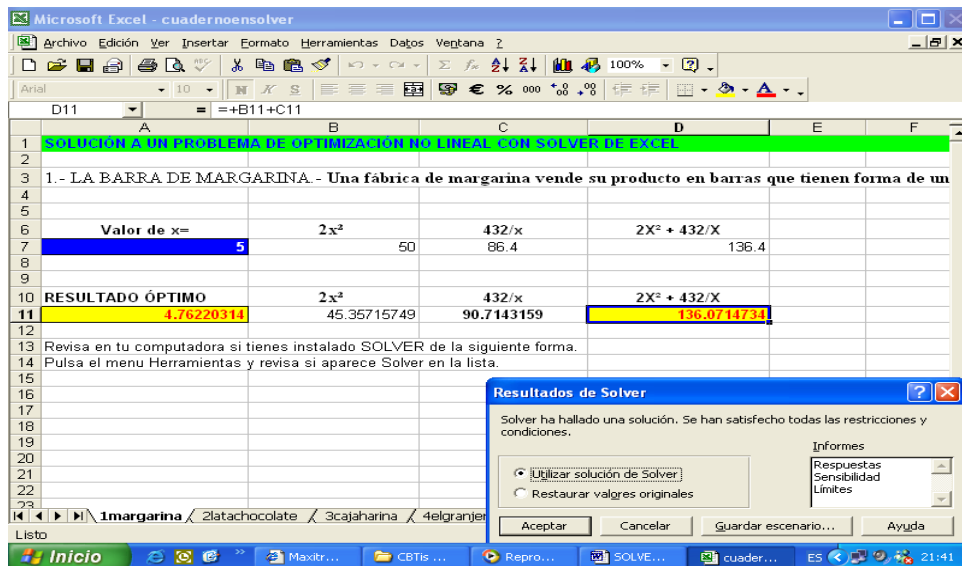 Microsoft Excel - cuadernoensolver
Archivo Edición Ver Insertar Formato Herramientas Datos Ventana ?
100%
Arial 10 N K S € % 000
D11 = =+B11+C11
A B C D E F
1 SOLUCIÓN A UN PROBLEMA DE OPTIMIZACIÓN NO LINEAL CON SOLVER DE EXCEL
2
3 1.- LA BARRA DE MARGARINA.- Una fábrica de margarina vende su producto en barras que tienen forma de un
4
5
6 Valor de x= 2x² 432/x 2X² + 432/X
7 5 50 86.4 136.4
8
9
10 RESULTADO ÓPTIMO 2x² 432/x 2X² + 432/X
11 4.76220314 45.35715749 90.7143159 136.0714734
12
13 Revisa en tu computadora si tienes instalado SOLVER de la siguiente forma.
14 Pulsa el menu Herramientas y revisa si aparece Solver en la lista.
15
16
17
18
19
20
21
22
23
Resultados de Solver
Solver ha hallado una solución. Se han satisfecho todas las restricciones y
condiciones.
Informes
Utilizar solución de Solver
Restaurar valores originales
Respuestas
Sensibilidad
Límites
Aceptar Cancelar Guardar escenario... Ayuda
1margarina 2latachocolate 3cajaharina 4elgranjer
Listo
Inicio Maxitr... CBTis ... Repro... SOLVE... cuader... ES 21:41